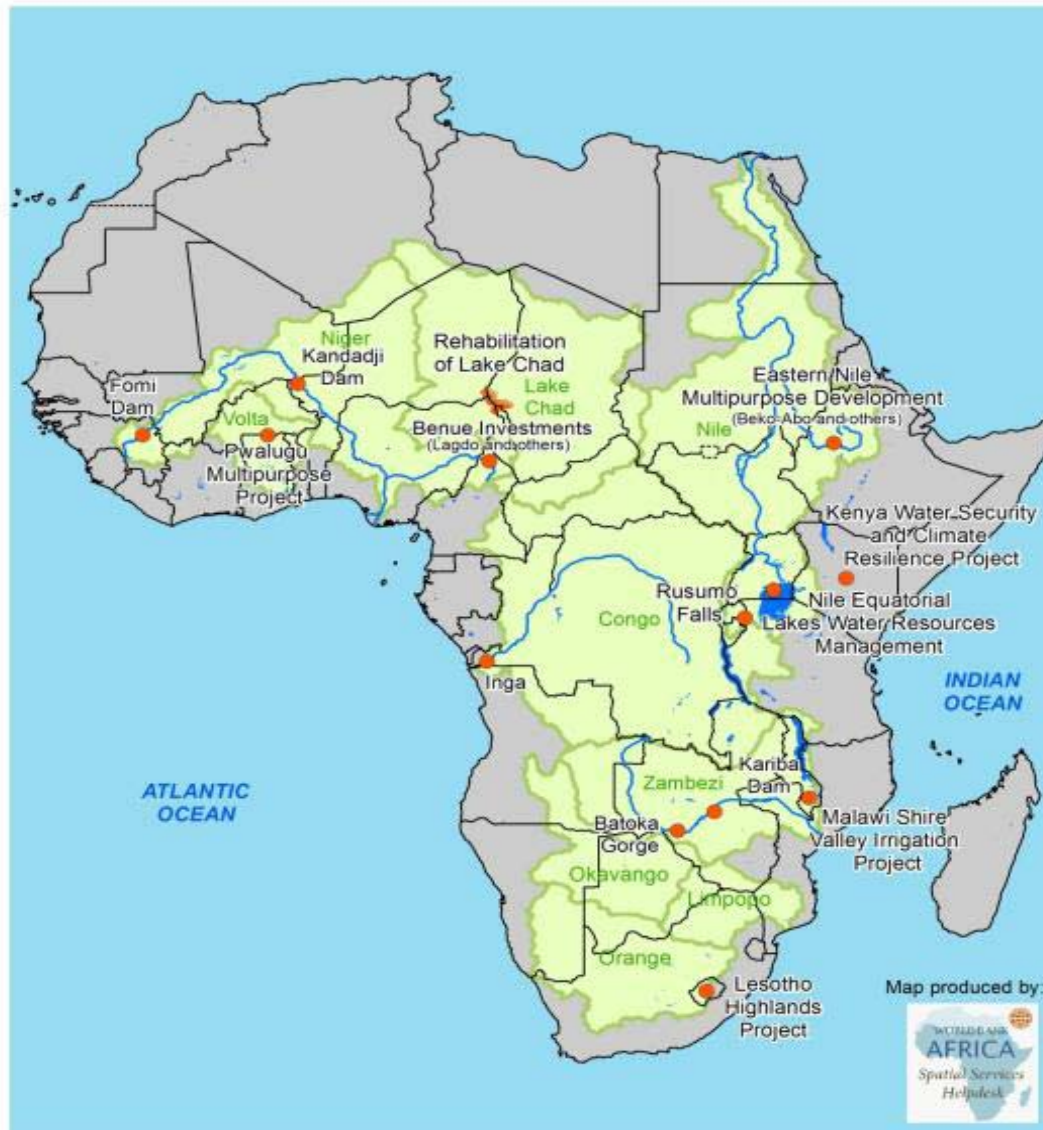 Niger
Kandadji
Dam
Rehabilitation
of Lake Chad
Fomi
Dam
Lake
Chad
Volta
Benue Investments
(Lagdo and others)
Pwalugu
Multipurpose
Project
Eastern Nile
Multipurpose Development
(Beko-Abo and others)
Nile
Kenya Water Security
and Climate
Resilience Project
Rusumo
Falls
Nile Equatorial
Lakes Water Resources
Management
Congo
Inga
INDIAN
OCEAN
ATLANTIC
OCEAN
Zambezi
Kariba
Dam
Batoka
Gorge
Malawi Shire
Valley Irrigation
Project
Okavango
Limpopo
Orange
Lesotho
Highlands
Project
Map produced by:
WORLD BANK
AFRICA
Spatial Services
Helpdesk